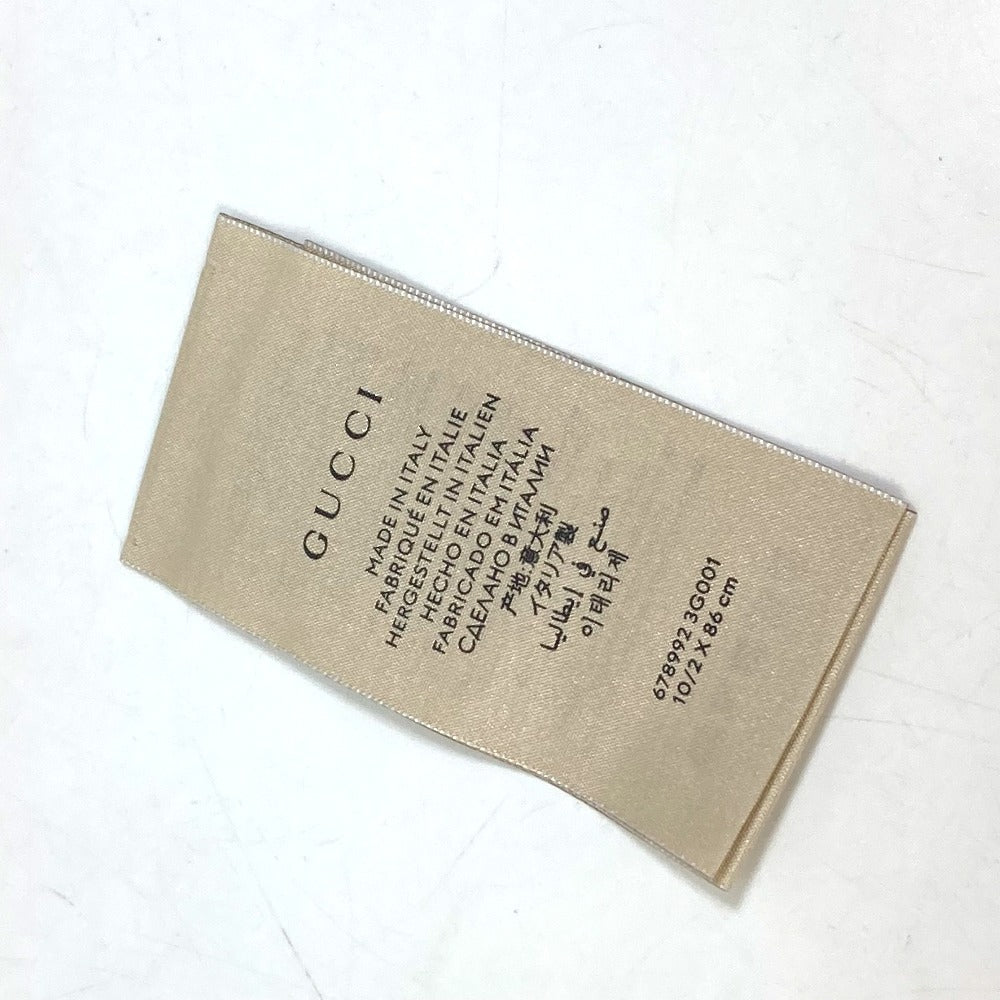 GUCCI
MADE IN ITALY
FABRIQUÉ EN ITALIE
HERGESTELLT IN ITALIEN
HECHO EN ITALIA
FABRICADO EM ITÁLIA
СДЕЛАНО В ИТАЛИИ
产地:意大利
イタリア製
صنع في إيطاليا
이태리제
678992 3G001
10/2 X 86 cm